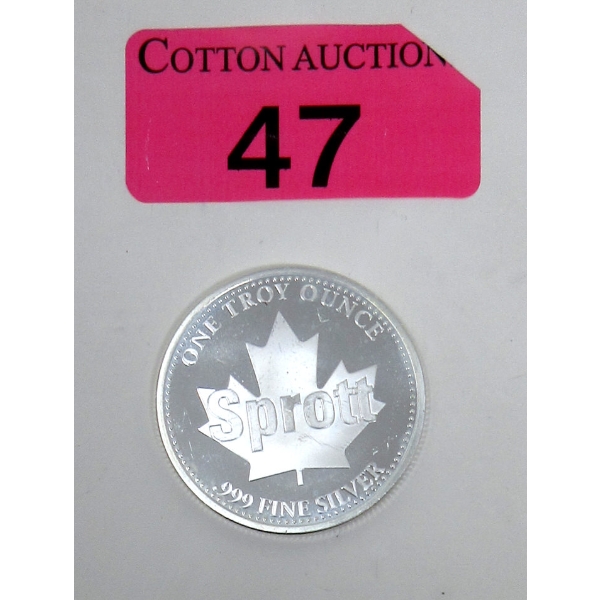 COTTON AUCTION
47
ONE TROY OUNCE
Sprott
.999 FINE SILVER